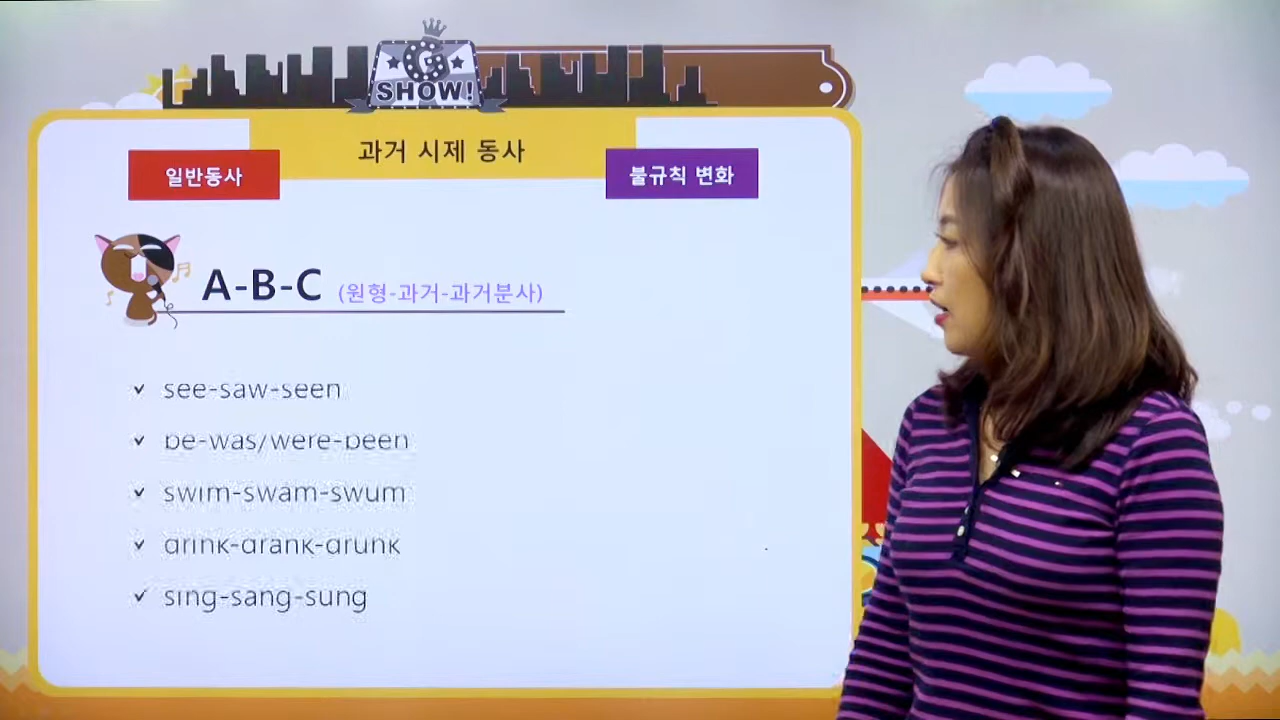 G
SHOW!
과거 시제 동사
일반동사
불규칙 변화
A-B-C (원형-과거-과거분사)
see-saw-seen
be-was/were-been
swim-swam-swum
drink-drank-drunk
sing-sang-sung